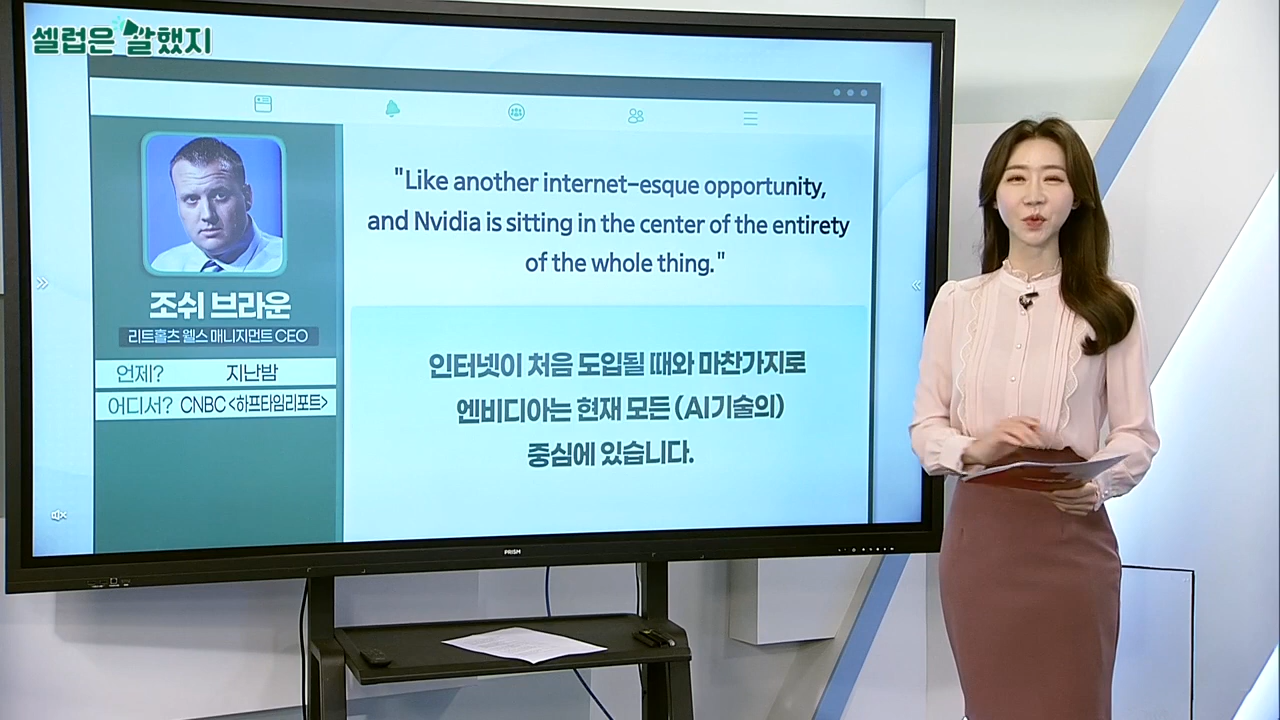 셀럽은 말했지
"Like another internet-esque opportunity,
and Nvidia is sitting in the center of the entirety
of the whole thing."
조쉬 브라운
리트홀츠 웰스 매니지먼트 CEO
언제? 지난밤
어디서? CNBC <하프타임리포트>
인터넷이 처음 도입될 때와 마찬가지로
엔비디아는 현재 모든 (AI기술의)
중심에 있습니다.
PRISM